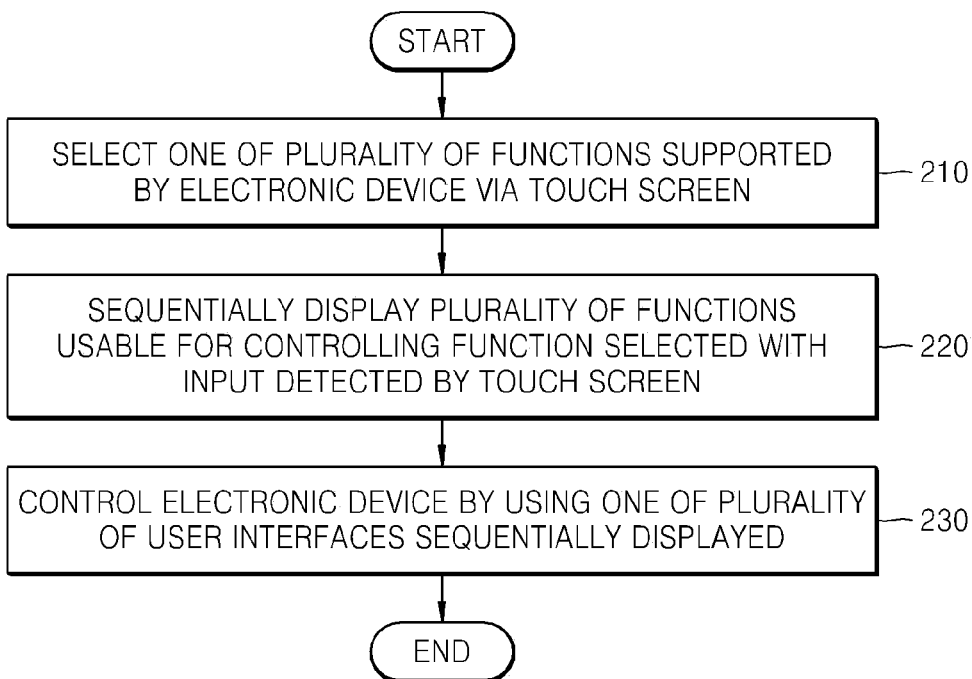 START
SELECT ONE OF PLURALITY OF FUNCTIONS SUPPORTED
BY ELECTRONIC DEVICE VIA TOUCH SCREEN
210
SEQUENTIALLY DISPLAY PLURALITY OF FUNCTIONS
USABLE FOR CONTROLLING FUNCTION SELECTED WITH
INPUT DETECTED BY TOUCH SCREEN
220
CONTROL ELECTRONIC DEVICE BY USING ONE OF PLURALITY
OF USER INTERFACES SEQUENTIALLY DISPLAYED
230
END